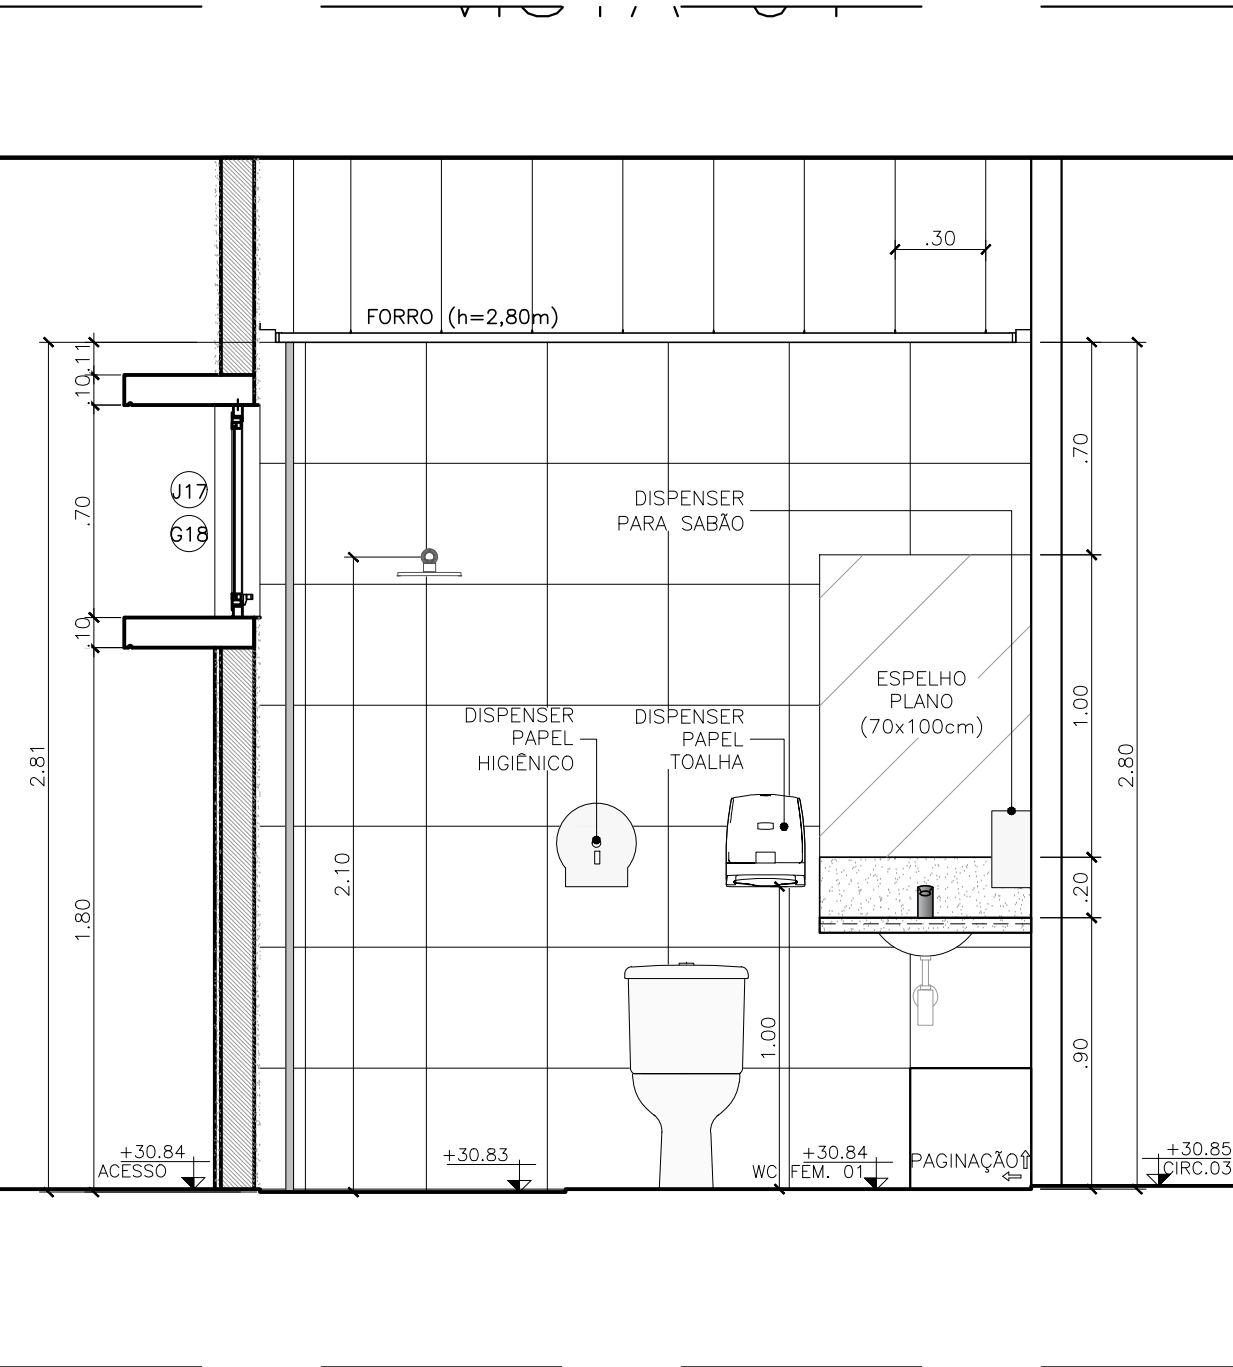 .30
FORRO (h=2,80m)
.11
.10
.70
J17
G18
.10
DISPENSER
PARA SABÃO
.70
ESPELHO
PLANO
(70x100cm)
1.00
DISPENSER
PAPEL
HIGIÊNICO
DISPENSER
PAPEL
TOALHA
2.81
2.80
2.10
1.80
.20
1.00
.90
+30.84
ACESSO
+30.83
+30.84
WC FEM. 01
PAGINAÇÃO
+30.85
CIRC.03